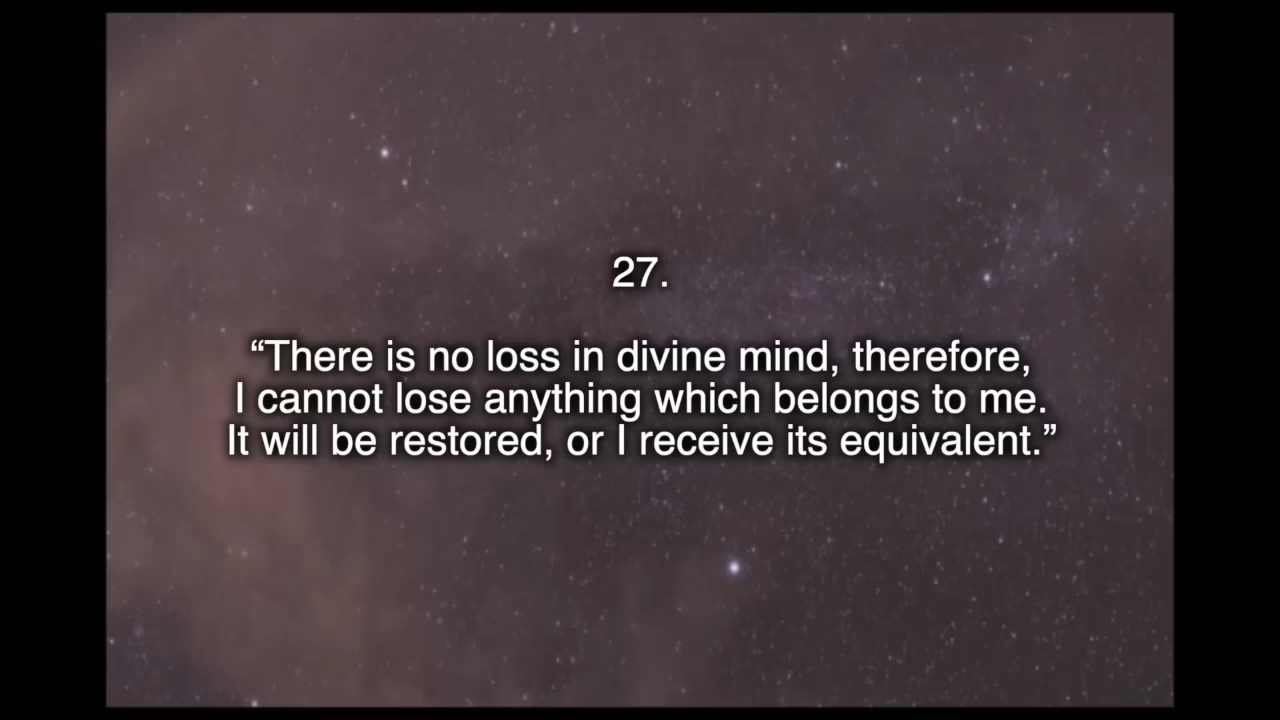 27.
“There is no loss in divine mind, therefore,
I cannot lose anything which belongs to me.
It will be restored, or I receive its equivalent.”